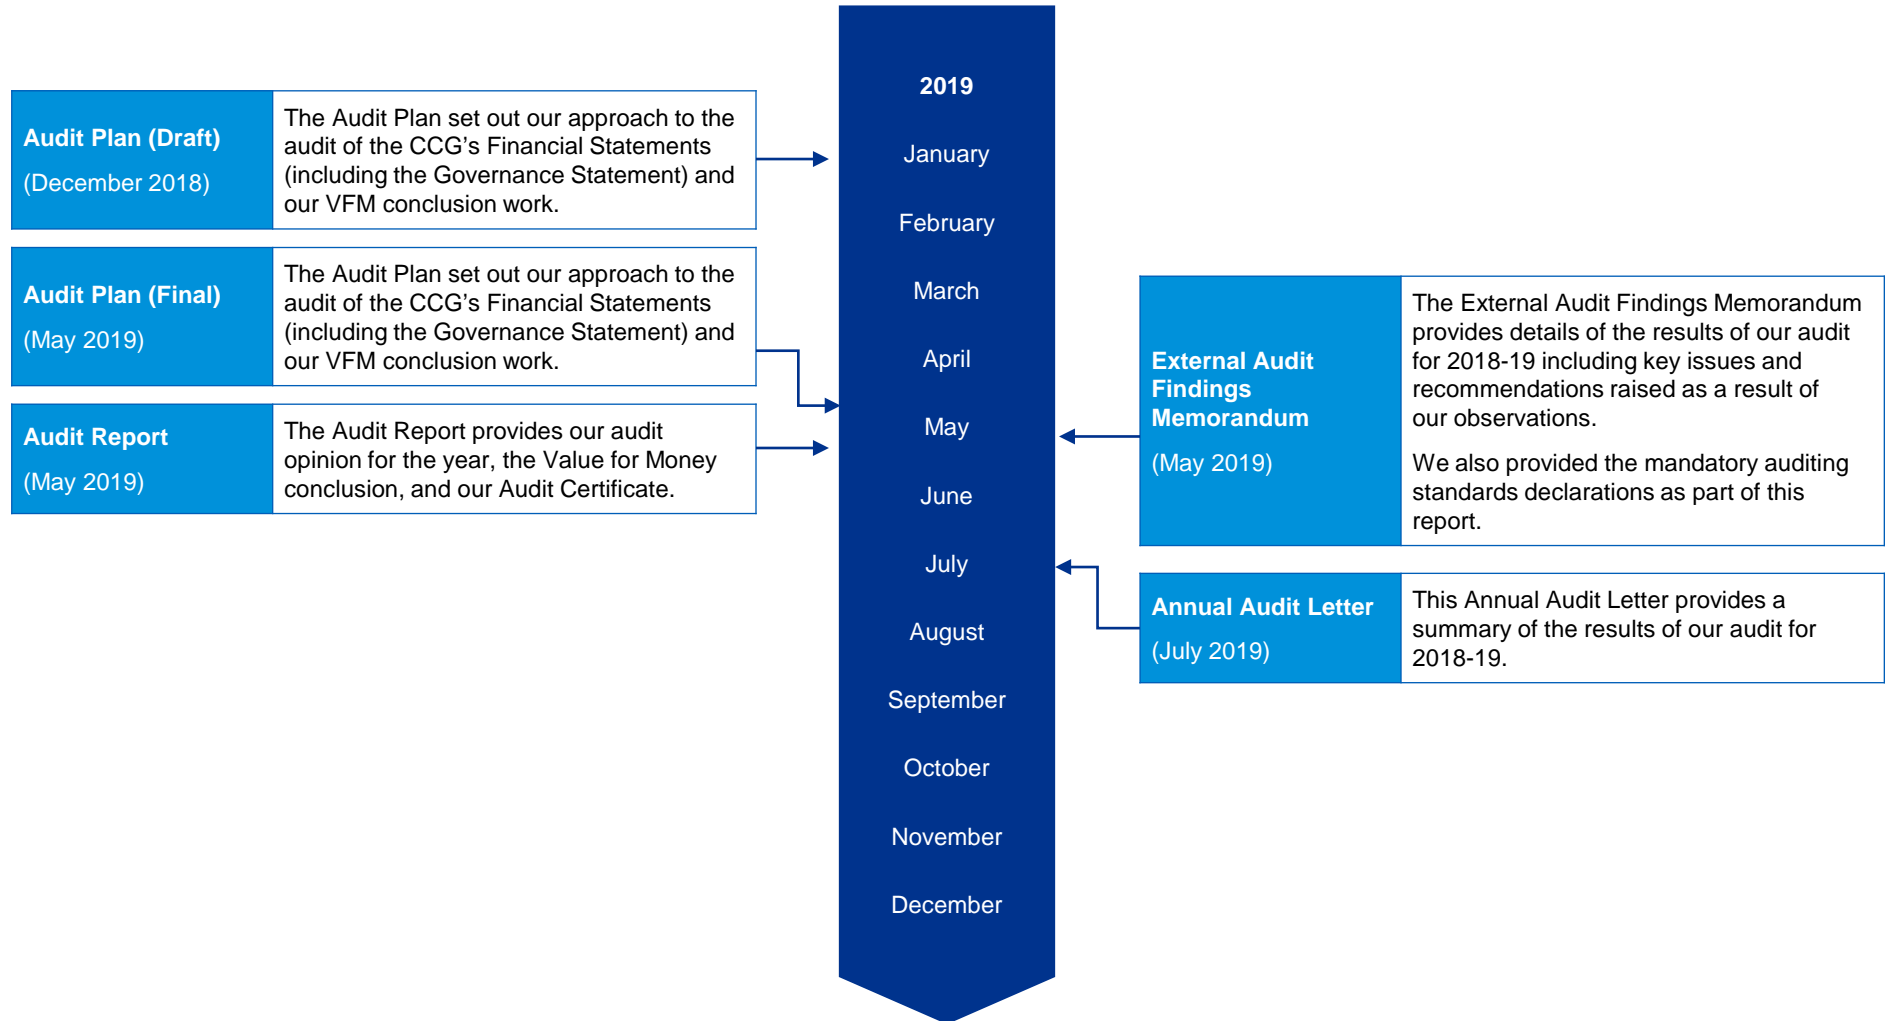 Audit Plan (Draft)
(December 2018)
The Audit Plan set out our approach to the
audit of the CCG's Financial Statements
(including the Governance Statement) and
our VFM conclusion work.
Audit Plan (Final)
(May 2019)
The Audit Plan set out our approach to the
audit of the CCG's Financial Statements
(including the Governance Statement) and
our VFM conclusion work.
Audit Report
(May 2019)
The Audit Report provides our audit
opinion for the year, the Value for Money
conclusion, and our Audit Certificate.
2019
January
February
March
April
May
June
July
August
September
October
November
December
External Audit
Findings
Memorandum
(May 2019)
The External Audit Findings Memorandum
provides details of the results of our audit
for 2018-19 including key issues and
recommendations raised as a result of
our observations.
We also provided the mandatory auditing
standards declarations as part of this
report.
Annual Audit Letter
(July 2019)
This Annual Audit Letter provides a
summary of the results of our audit for
2018-19.